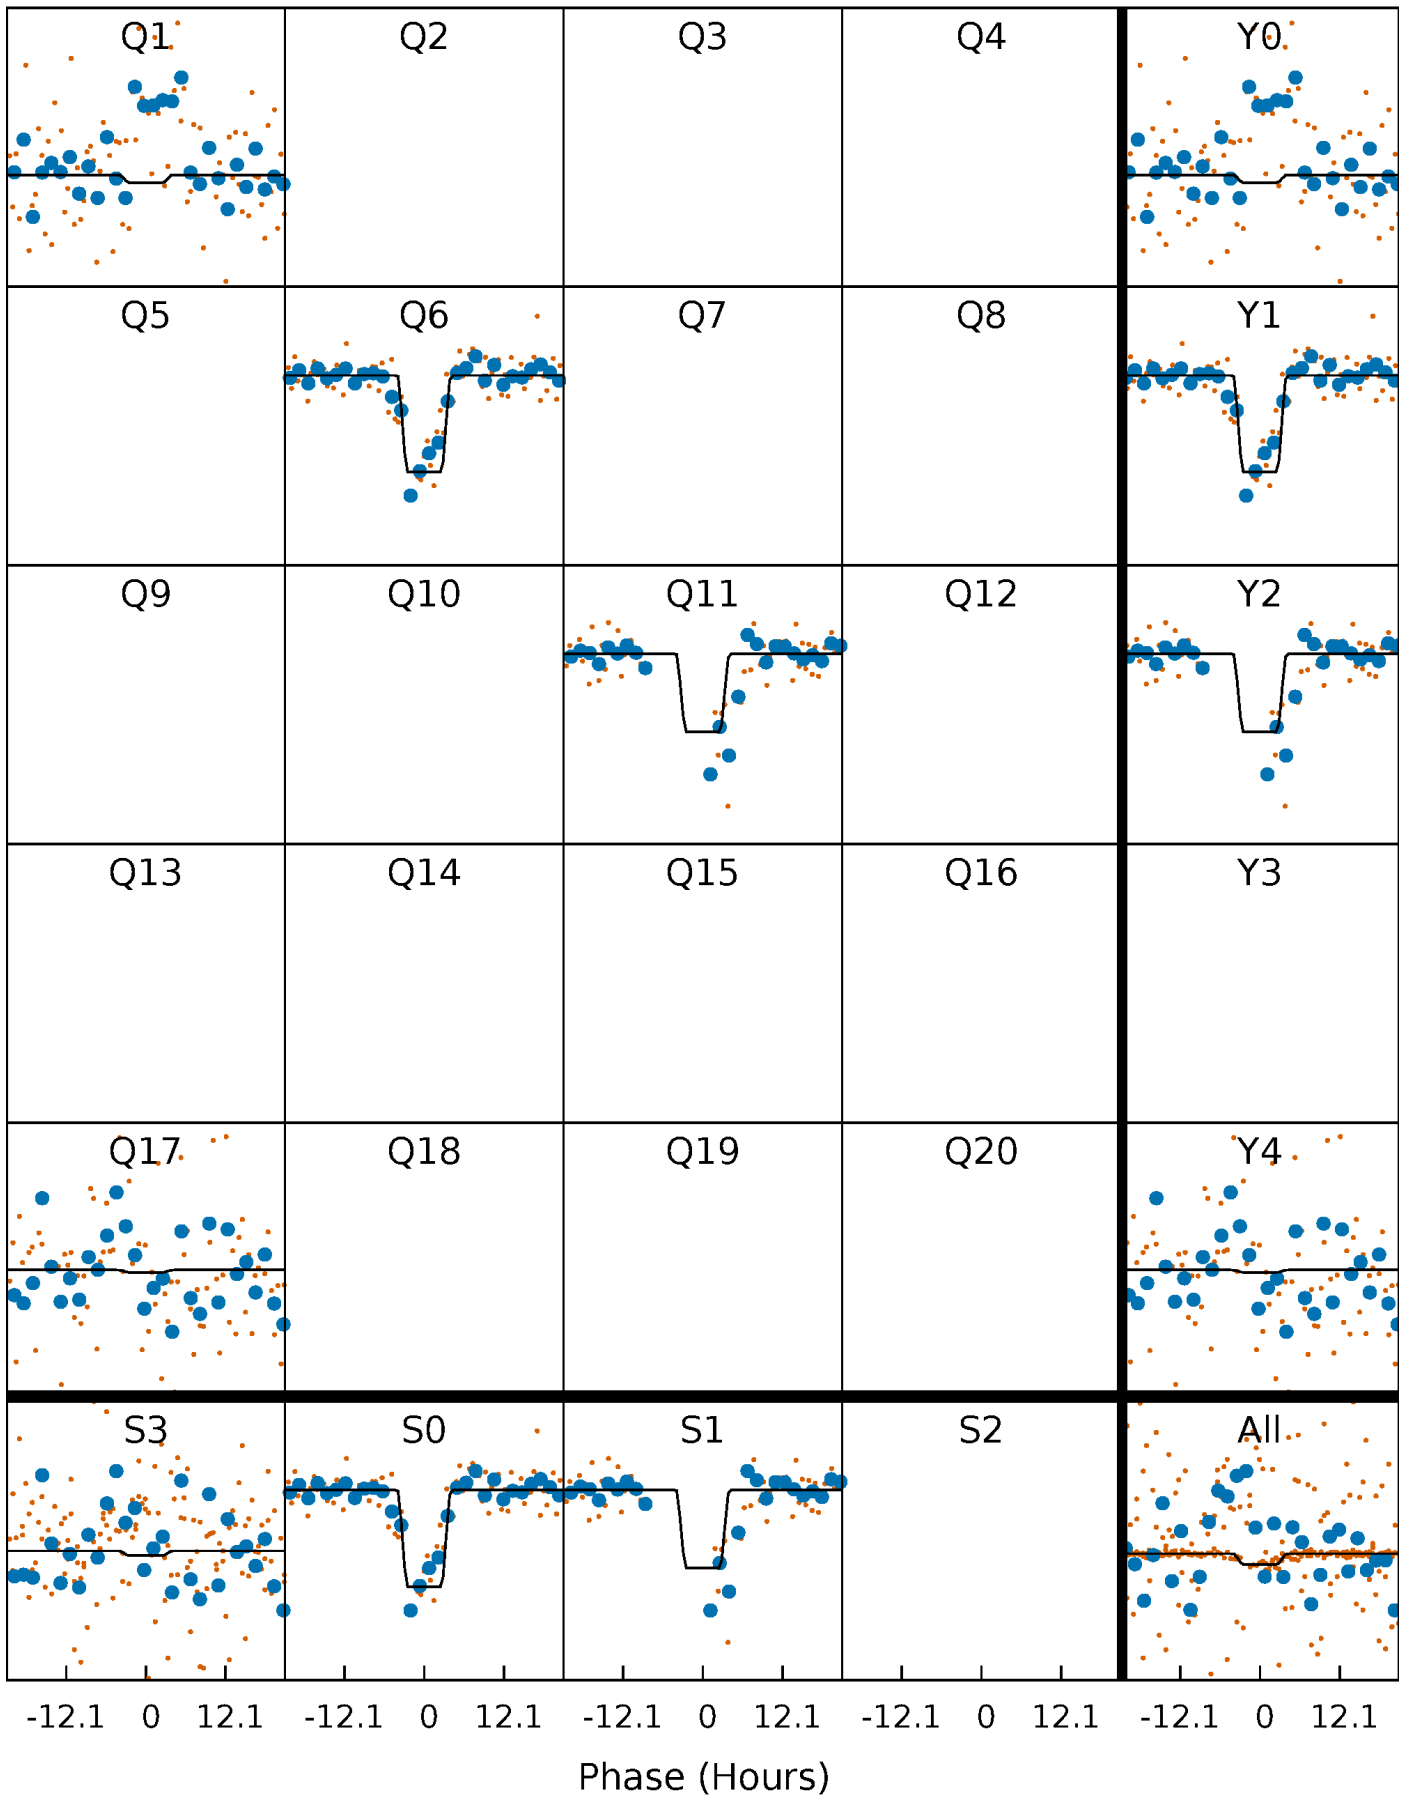 Q1 Q2 Q3 Q4 Y0
Q5 Q6 Q7 Q8 Y1
Q9 Q10 Q11 Q12 Y2
Q13 Q14 Q15 Q16 Y3
Q17 Q18 Q19 Q20 Y4
S3 S0 S1 S2 All
-12.1 0 12.1 -12.1 0 12.1 -12.1 0 12.1 -12.1 0 12.1 -12.1 0 12.1
Phase (Hours)